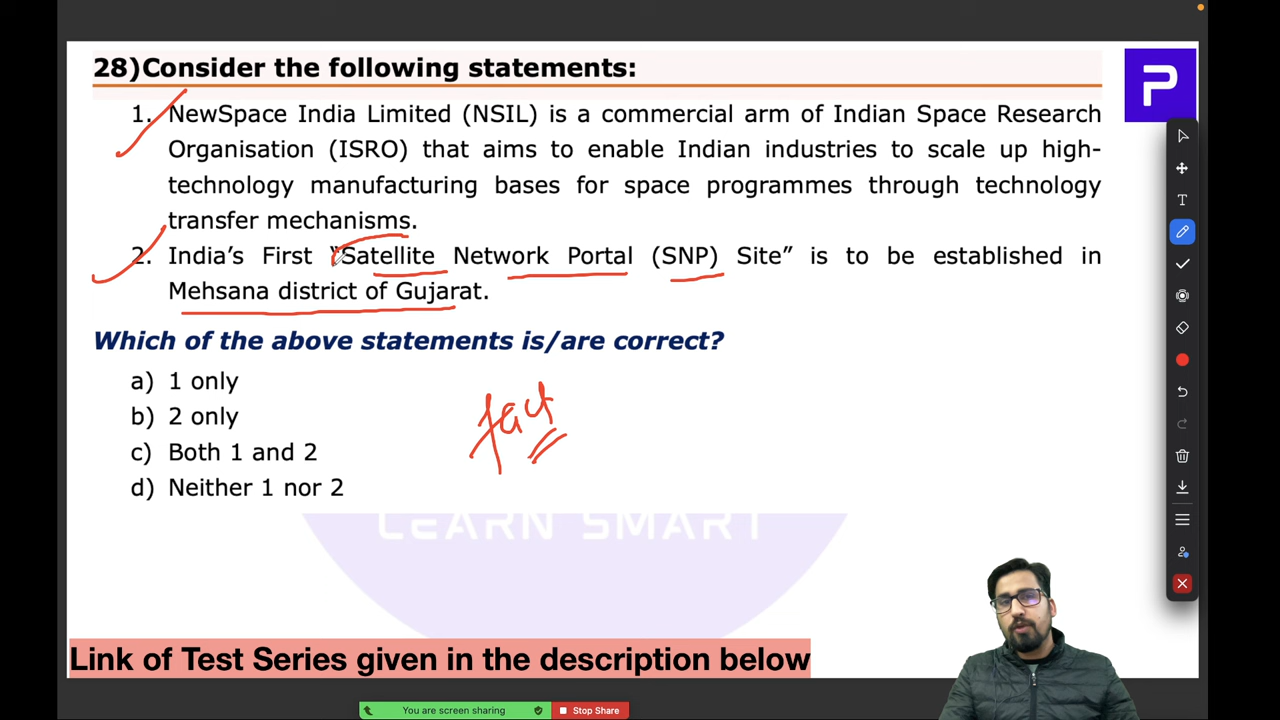 28)Consider the following statements:
1. NewSpace India Limited (NSIL) is a commercial arm of Indian Space Research
Organisation (ISRO) that aims to enable Indian industries to scale up high-
technology manufacturing bases for space programmes through technology
transfer mechanisms.
2. India's First "Satellite Network Portal (SNP) Site" is to be established in
Mehsana district of Gujarat.
Which of the above statements is/are correct?
a) 1 only
b) 2 only
c) Both 1 and 2
d) Neither 1 nor 2
fact
LEARN SMART
Link of Test Series given in the description below
You are screen sharing
Stop Share
P
T